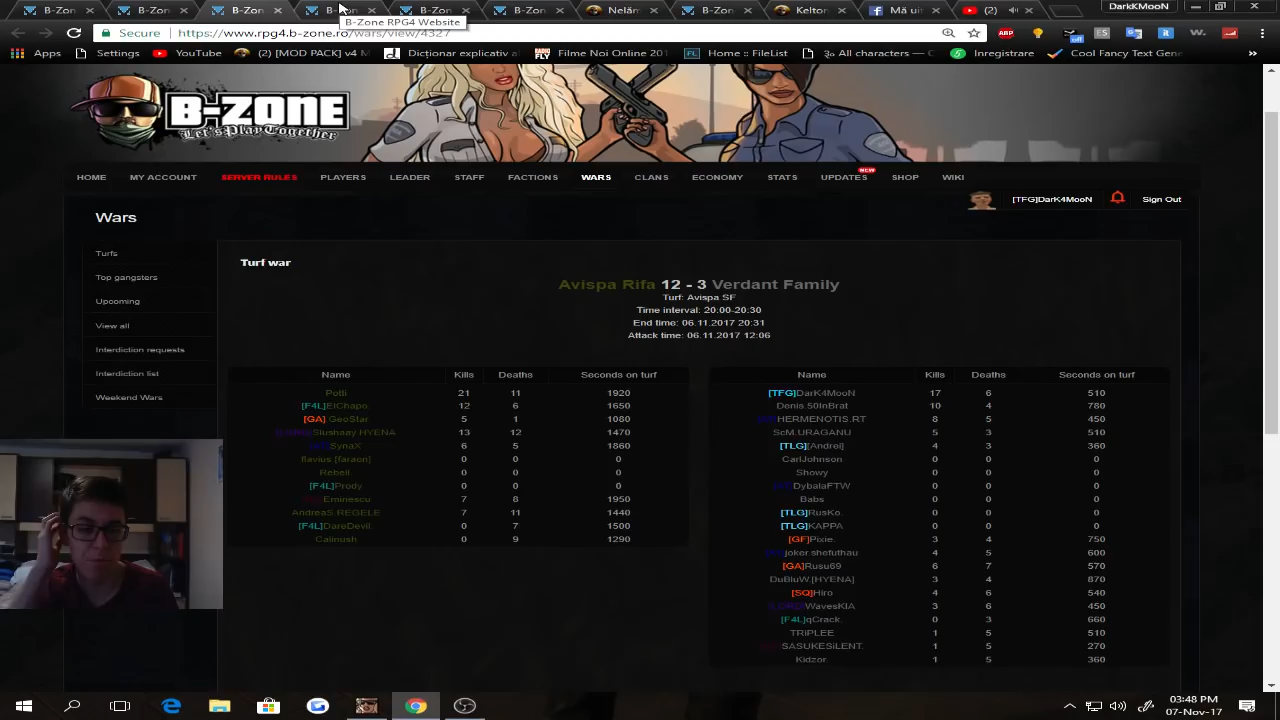 B-Z
B-Z
B-Z
B-Z
B-Z
B-Z
Nela
B-Z
Mă u
(2)
DarkKMooN
B-Zone RPG4 Website
Secure
https://www.rpg4.b-zone.ro/wars/view/4327
Apps
Settings
YouTube
(2) [MOD PACK] v4 M
Dicționar explicativ a
Filme Noi Online 201
Home :: FileList
All characters — C
Inregistrare
Cool Fancy Text Gene
B-ZONE
Let's Play Together
HOME MY ACCOUNT SERVER RULES PLAYERS LEADER STAFF FACTIONS WARS CLANS ECONOMY STATS UPDATES NEW SHOP WIKI
[TFG]DarK4MooN Sign Out
Wars
Turfs
Top gangsters
Upcoming
View all
Interdiction requests
Interdiction list
Weekend Wars
Turf war
Avispa Rifa 12 - 3 Verdant Family
Turf: Avispa SF
Time interval: 20:00-20:30
End time: 06.11.2017 20:31
Attack time: 06.11.2017 12:06
Name Kills Deaths Seconds on turf
Potti 21 11 1920
[F4L]ElChapo. 12 6 1650
[GA].GeoStar 5 1 1080
Slushaay.HYENA 13 12 1470
SynaX 6 5 1860
flavius.[faraon] 0 0 0
Rebell 0 0 0
[F4L]Prody 0 0 0
Eminescu 7 8 1950
AndreaS.REGELE 7 11 1440
[F4L]DareDevil. 0 7 1500
Calinush. 0 9 1290
Name Kills Deaths Seconds on turf
[TFG]DarK4MooN 17 6 510
Denis.50InBrat 10 4 780
HERMENOTIS.RT 8 5 450
ScM.URAGANU 5 3 510
[TLG][Andrei] 4 3 360
CarlJohnson 0 0 0
Showy 0 0 0
DybalaFTW 0 0 0
Babs 0 0 0
[TLG]RusKo. 0 0 0
[TLG]KAPPA 0 0 0
[GF]Pixie. 3 4 750
joker.shefuthau 4 5 600
[GA]Rusu69 6 7 570
DuBluW.[HYENA] 3 4 870
[SQ]Hiro 4 6 540
WavesKIA 3 6 450
[F4L]qCrack. 0 3 660
TRiPLEE 1 5 510
SASUKESiLENT. 1 5 270
Kidzor. 1 5 360
03:48 PM
07-Nov-17